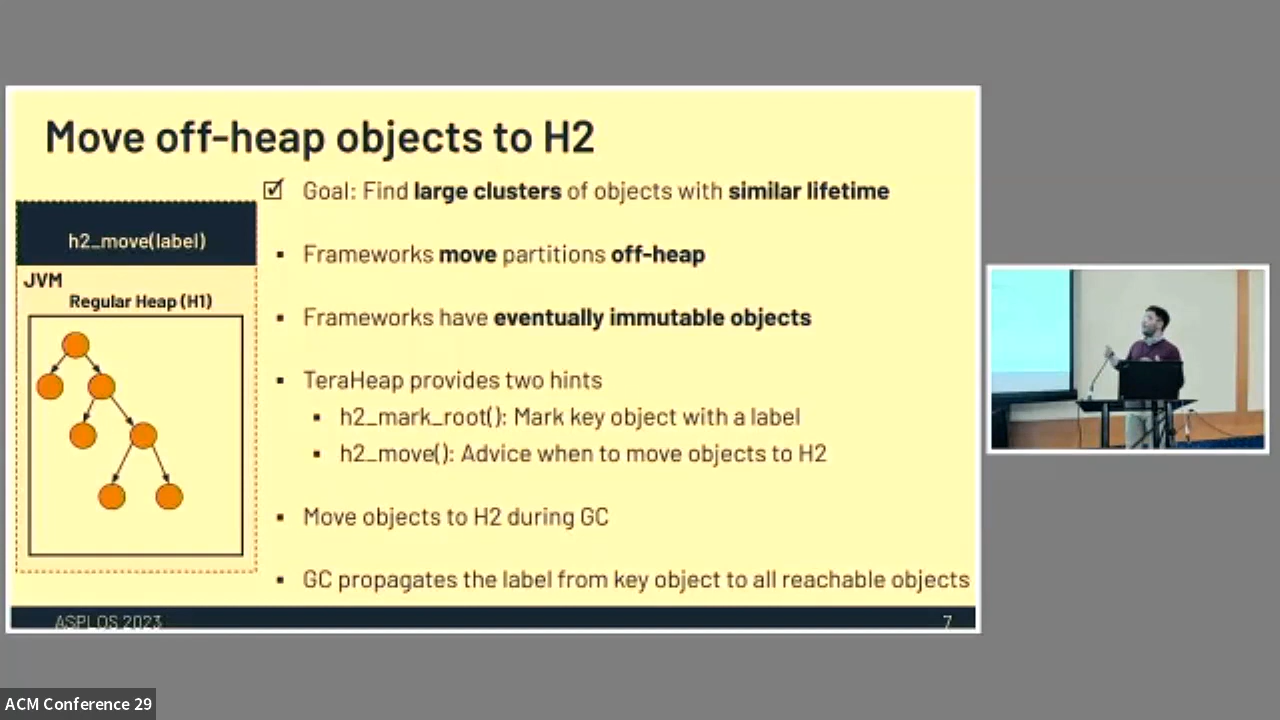 Move off-heap objects to H2
h2_move(label)
JVM
Regular Heap (H1)
Goal: Find large clusters of objects with similar lifetime
▪ Frameworks move partitions off-heap
▪ Frameworks have eventually immutable objects
▪ TeraHeap provides two hints
▪ h2_mark_root(): Mark key object with a label
▪ h2_move(): Advice when to move objects to H2
▪ Move objects to H2 during GC
▪ GC propagates the label from key object to all reachable objects
ASPLOS 2023
7
ACM Conference 29